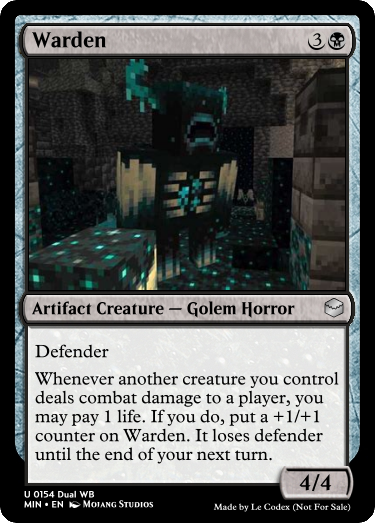 Warden 3
Artifact Creature — Golem Horror
Defender
Whenever another creature you control
deals combat damage to a player, you
may pay 1 life. If you do, put a +1/+1
counter on Warden. It loses defender
until the end of your next turn.
4/4
U 0154 Dual WB
MIN • EN Mojang Studios
Made by Le Codex (Not For Sale)